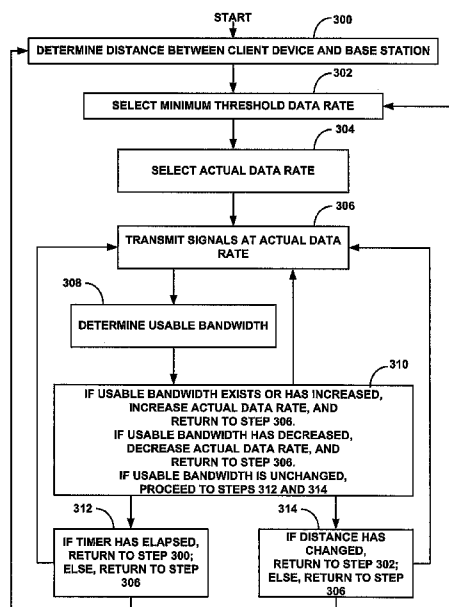 START
300
DETERMINE DISTANCE BETWEEN CLIENT DEVICE AND BASE STATION
302
SELECT MINIMUM THRESHOLD DATA RATE
304
SELECT ACTUAL DATA RATE
306
TRANSMIT SIGNALS AT ACTUAL DATA
RATE
308
DETERMINE USABLE BANDWIDTH
310
IF USABLE BANDWIDTH EXISTS OR HAS INCREASED,
INCREASE ACTUAL DATA RATE, AND
RETURN TO STEP 306.
IF USABLE BANDWIDTH HAS DECREASED,
DECREASE ACTUAL DATA RATE, AND
RETURN TO STEP 306.
IF USABLE BANDWIDTH IS UNCHANGED,
PROCEED TO STEPS 312 AND 314
312
IF TIMER HAS ELAPSED,
RETURN TO STEP 300;
ELSE, RETURN TO STEP
306
314
IF DISTANCE HAS
CHANGED,
RETURN TO STEP 302;
ELSE, RETURN TO STEP
306